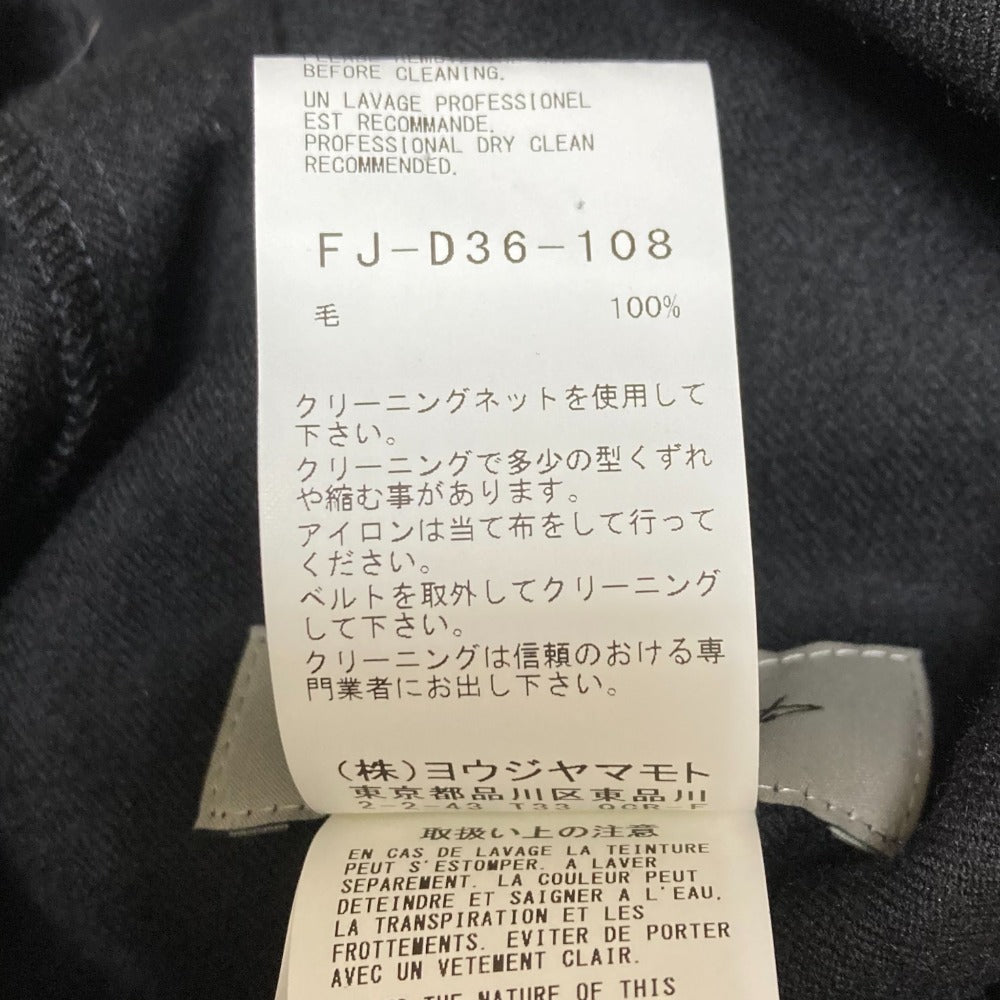 BEFORE CLEANING.
UN LAVAGE PROFESSIONEL
EST RECOMMANDE.
PROFESSIONAL DRY CLEAN
RECOMMENDED.
FJ-D36-108
毛 100%
クリーニングネットを使用して
下さい。
クリーニングで多少の型くずれ
や縮む事があります。
アイロンは当て布をして行って
ください。
ベルトを取外してクリーニング
して下さい。
クリーニングは信頼のおける専
門業者にお出し下さい。
(株)ヨウジヤマモト
東京都品川区東品川
2-2-43 T33
取扱い上の注意
EN CAS DE LAVAGE LA TEINTURE
PEUT S'ESTOMPER. A LAVER
SEPAREMENT. LA COULEUR PEUT
DETEINDRE ET SAIGNER A L'EAU.
LA TRANSPIRATION ET LES
FROTTEMENTS. EVITER DE PORTER
AVEC UN VETEMENT CLAIR.
THE NATURE OF THIS